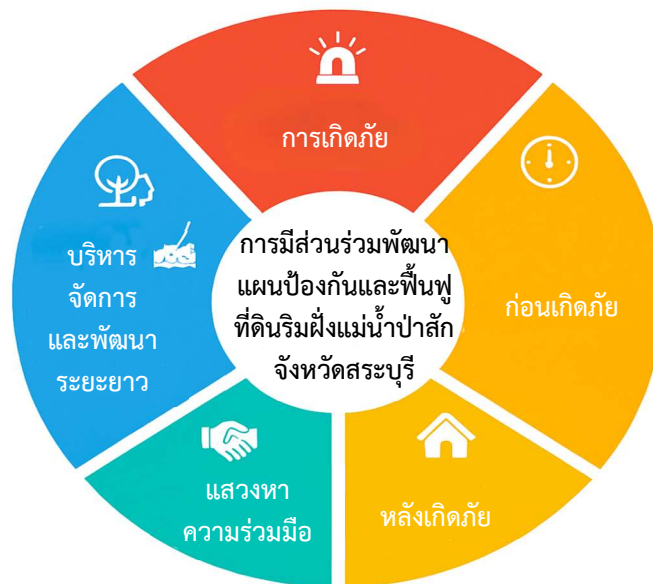 การเกิดภัย
ก่อนเกิดภัย
หลังเกิดภัย
แสวงหา
ความร่วมมือ
บริหาร
จัดการ
และพัฒนา
ระยะยาว
การมีส่วนร่วมพัฒนา
แผนป้องกันและฟื้นฟู
ที่ดินริมฝั่งแม่น้ำป่าสัก
จังหวัดสระบุรี